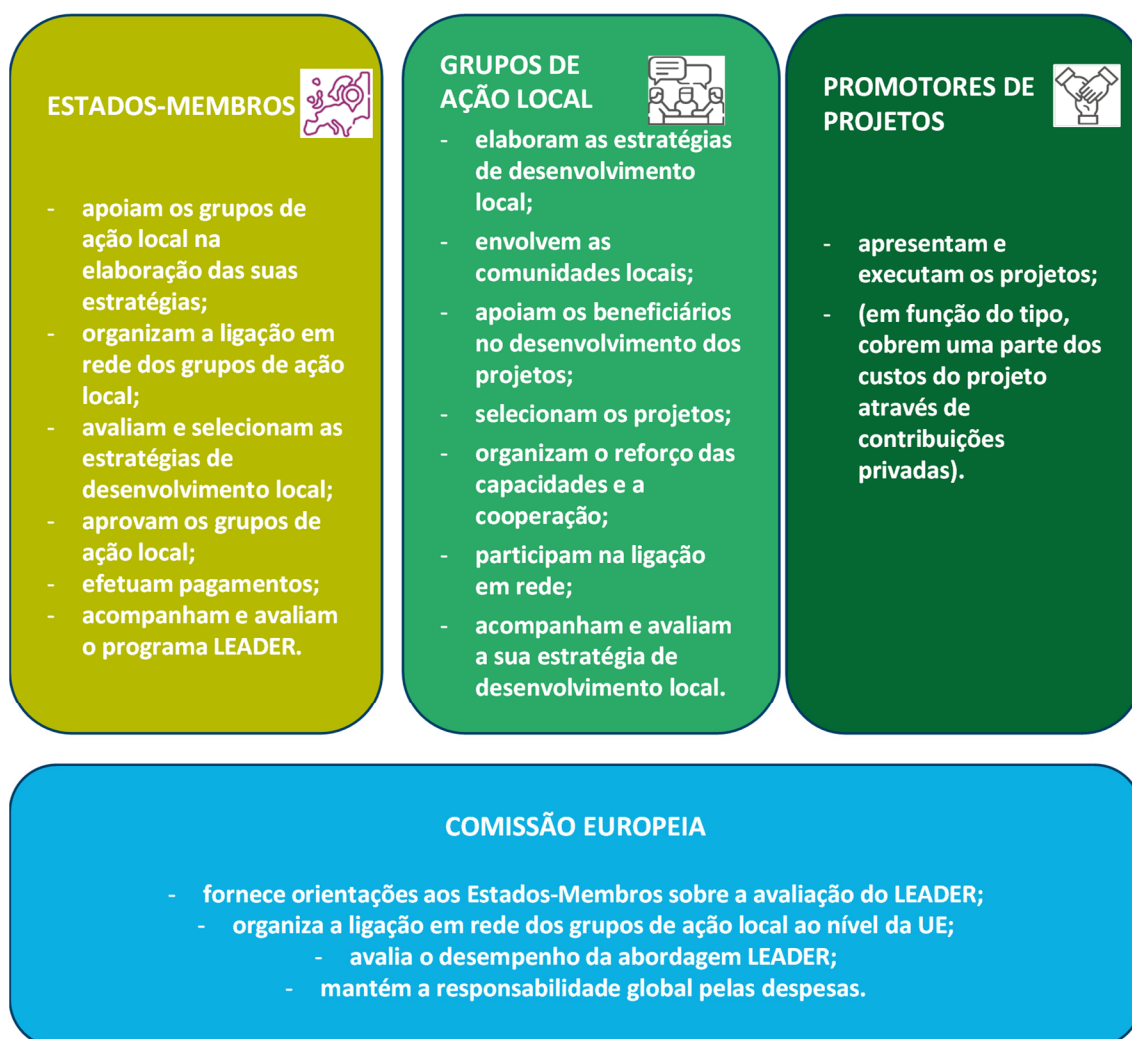 ESTADOS-MEMBROS
- apoiam os grupos de
ação local na
elaboração das suas
estratégias;
- organizam a ligação em
rede dos grupos de ação
local;
- avaliam e selecionam as
estratégias de
desenvolvimento local;
- aprovam os grupos de
ação local;
- efetuam pagamentos;
- acompanham e avaliam
o programa LEADER.
GRUPOS DE
AÇÃO LOCAL
- elaboram as estratégias
de desenvolvimento
local;
- envolvem as
comunidades locais;
- apoiam os beneficiários
no desenvolvimento dos
projetos;
- selecionam os projetos;
- organizam o reforço das
capacidades e a
cooperação;
- participam na ligação
em rede;
- acompanham e avaliam
a sua estratégia de
desenvolvimento local.
PROMOTORES DE
PROJETOS
- apresentam e
executam os projetos;
- (em função do tipo,
cobrem uma parte dos
custos do projeto
através de
contribuições
privadas).
COMISSÃO EUROPEIA
- fornece orientações aos Estados-Membros sobre a avaliação do LEADER;
- organiza a ligação em rede dos grupos de ação local ao nível da UE;
- avalia o desempenho da abordagem LEADER;
- mantém a responsabilidade global pelas despesas.